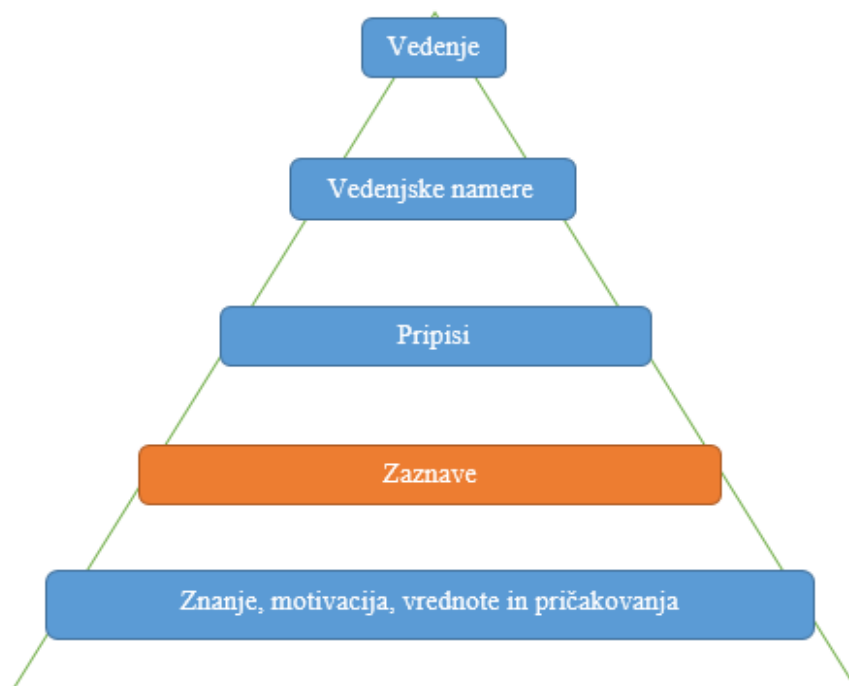 Vedenje
Vedenjske namere
Pripisi
Zaznave
Znanje, motivacija, vrednote in pričakovanja